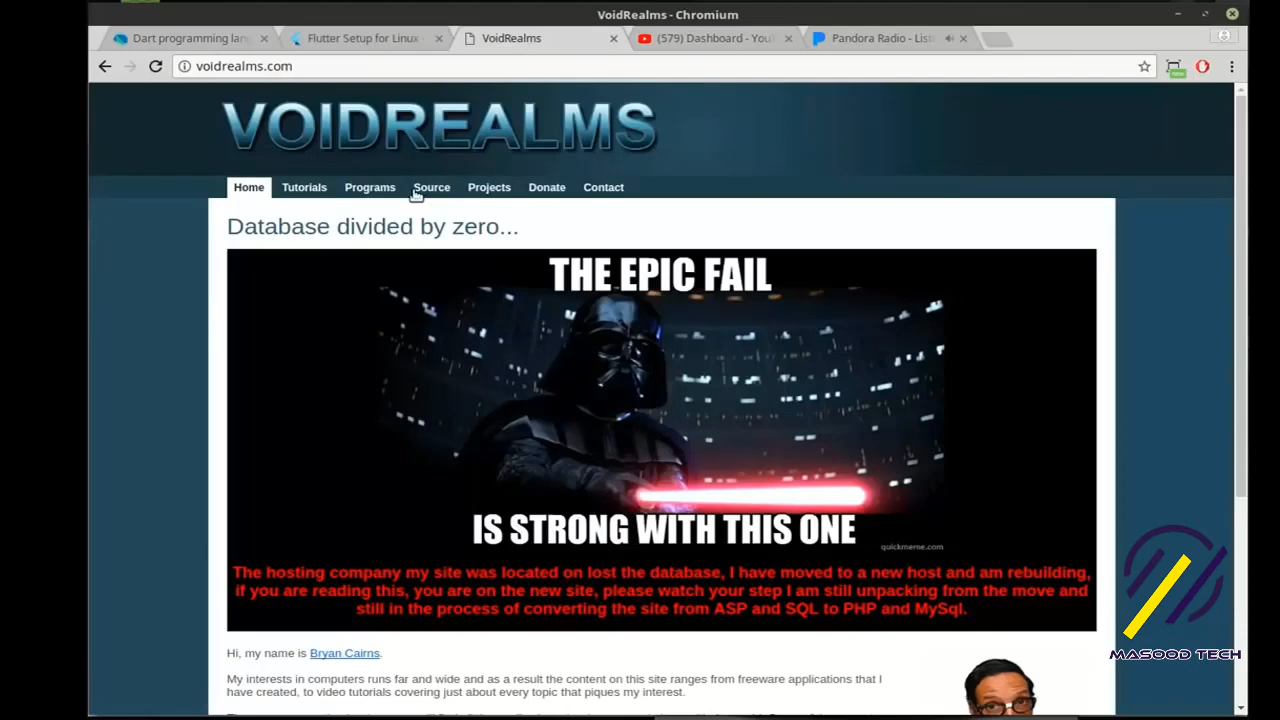 VoidRealms - Chromium
Dart programming lan
Flutter Setup for Linux -
VoidRealms
(579) Dashboard - You
Pandora Radio - List
voidrealms.com
new
VOIDREALMS
Home Tutorials Programs Source Projects Donate Contact
Database divided by zero...
THE EPIC FAIL
IS STRONG WITH THIS ONE
quickmeme.com
The hosting company my site was located on lost the database, I have moved to a new host and am rebuilding,
if you are reading this, you are on the new site, please watch your step I am still unpacking from the move and
still in the process of converting the site from ASP and SQL to PHP and MySql.
Hi, my name is Bryan Cairns.
My interests in computers runs far and wide and as a result the content on this site ranges from freeware applications that I
have created, to video tutorials covering just about every topic that piques my interest.
MASOOD TECH